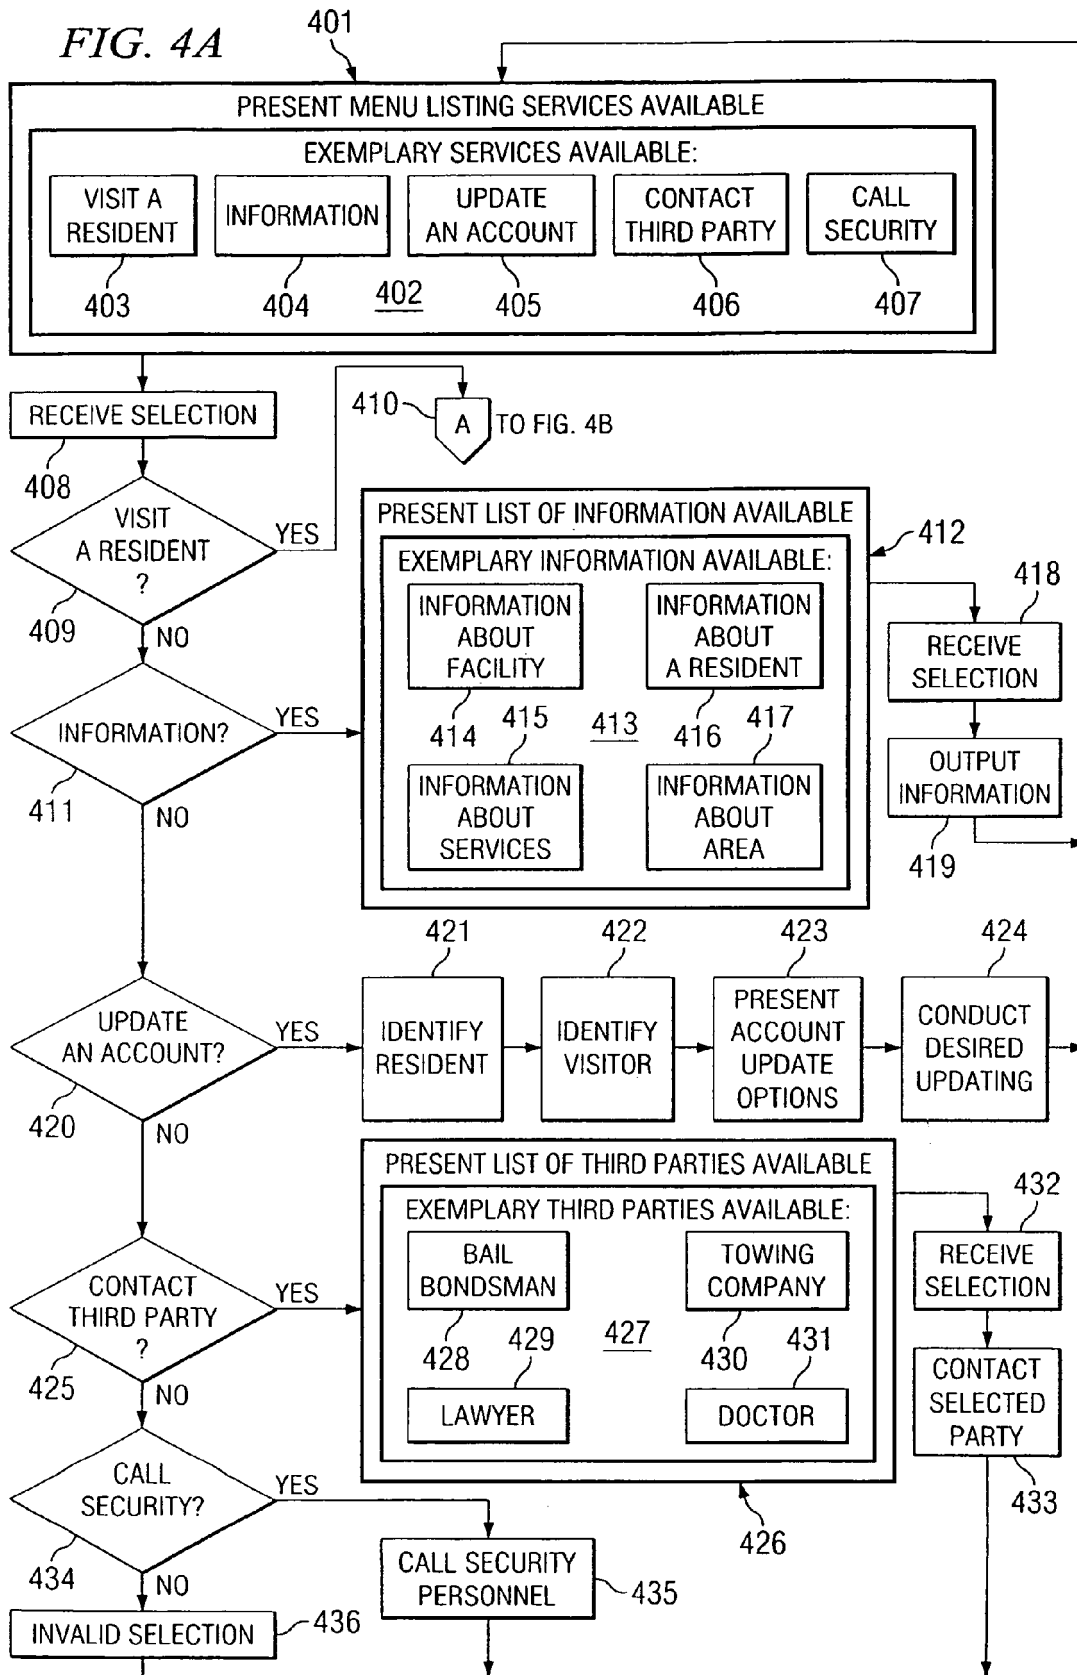 FIG. 4A
401
PRESENT MENU LISTING SERVICES AVAILABLE
EXEMPLARY SERVICES AVAILABLE:
VISIT A
RESIDENT
INFORMATION
UPDATE
AN ACCOUNT
CONTACT
THIRD PARTY
CALL
SECURITY
403
404
402
405
406
407
RECEIVE SELECTION
408
410
A
TO FIG. 4B
VISIT
A RESIDENT
?
YES
409
NO
PRESENT LIST OF INFORMATION AVAILABLE
412
EXEMPLARY INFORMATION AVAILABLE:
INFORMATION
ABOUT
FACILITY
INFORMATION
ABOUT
A RESIDENT
414
415
413
416
417
INFORMATION
ABOUT
SERVICES
INFORMATION
ABOUT
AREA
418
RECEIVE
SELECTION
OUTPUT
INFORMATION
419
INFORMATION?
YES
411
NO
UPDATE
AN ACCOUNT?
YES
420
NO
421
IDENTIFY
RESIDENT
422
IDENTIFY
VISITOR
423
PRESENT
ACCOUNT
UPDATE
OPTIONS
424
CONDUCT
DESIRED
UPDATING
PRESENT LIST OF THIRD PARTIES AVAILABLE
EXEMPLARY THIRD PARTIES AVAILABLE:
BAIL
BONDSMAN
TOWING
COMPANY
428
429
427
430
431
LAWYER
DOCTOR
426
432
RECEIVE
SELECTION
CONTACT
SELECTED
PARTY
433
CONTACT
THIRD PARTY
?
YES
425
NO
CALL
SECURITY?
YES
434
NO
CALL SECURITY
PERSONNEL
435
INVALID SELECTION
436